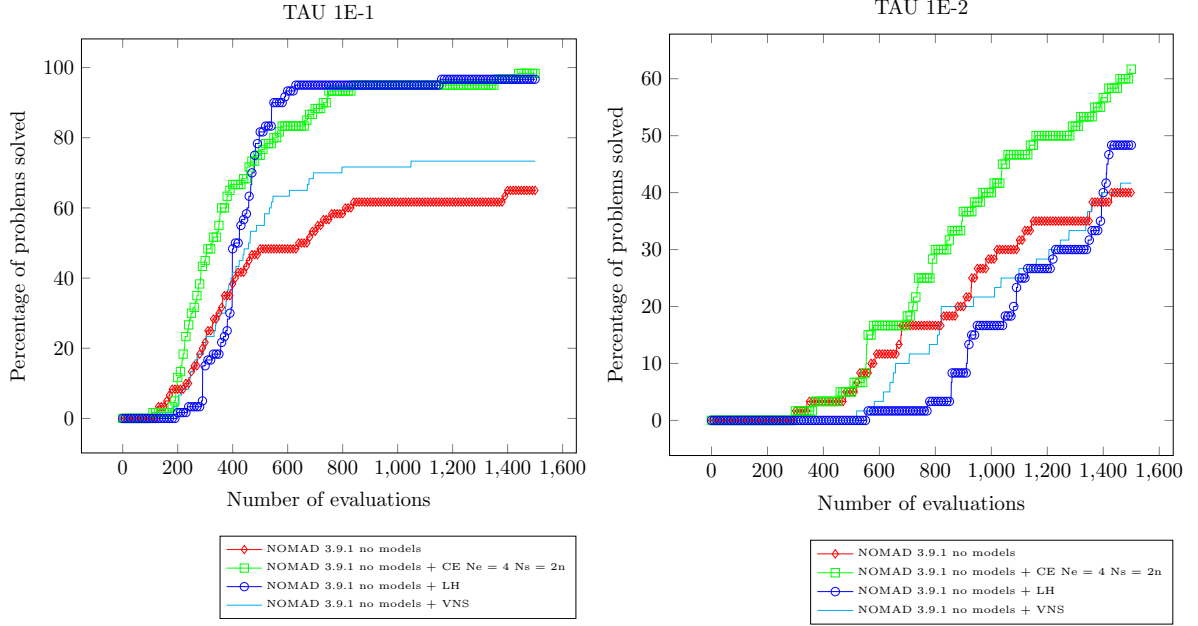 TAU 1E-1
Percentage of problems solved
100
80
60
40
20
0
0 200 400 600 800 1,000 1,200 1,400 1,600
Number of evaluations
NOMAD 3.9.1 no models
NOMAD 3.9.1 no models + CE Ne = 4 Ns = 2n
NOMAD 3.9.1 no models + LH
NOMAD 3.9.1 no models + VNS
TAU 1E-2
Percentage of problems solved
60
50
40
30
20
10
0
0 200 400 600 800 1,000 1,200 1,400 1,600
Number of evaluations
NOMAD 3.9.1 no models
NOMAD 3.9.1 no models + CE Ne = 4 Ns = 2n
NOMAD 3.9.1 no models + LH
NOMAD 3.9.1 no models + VNS